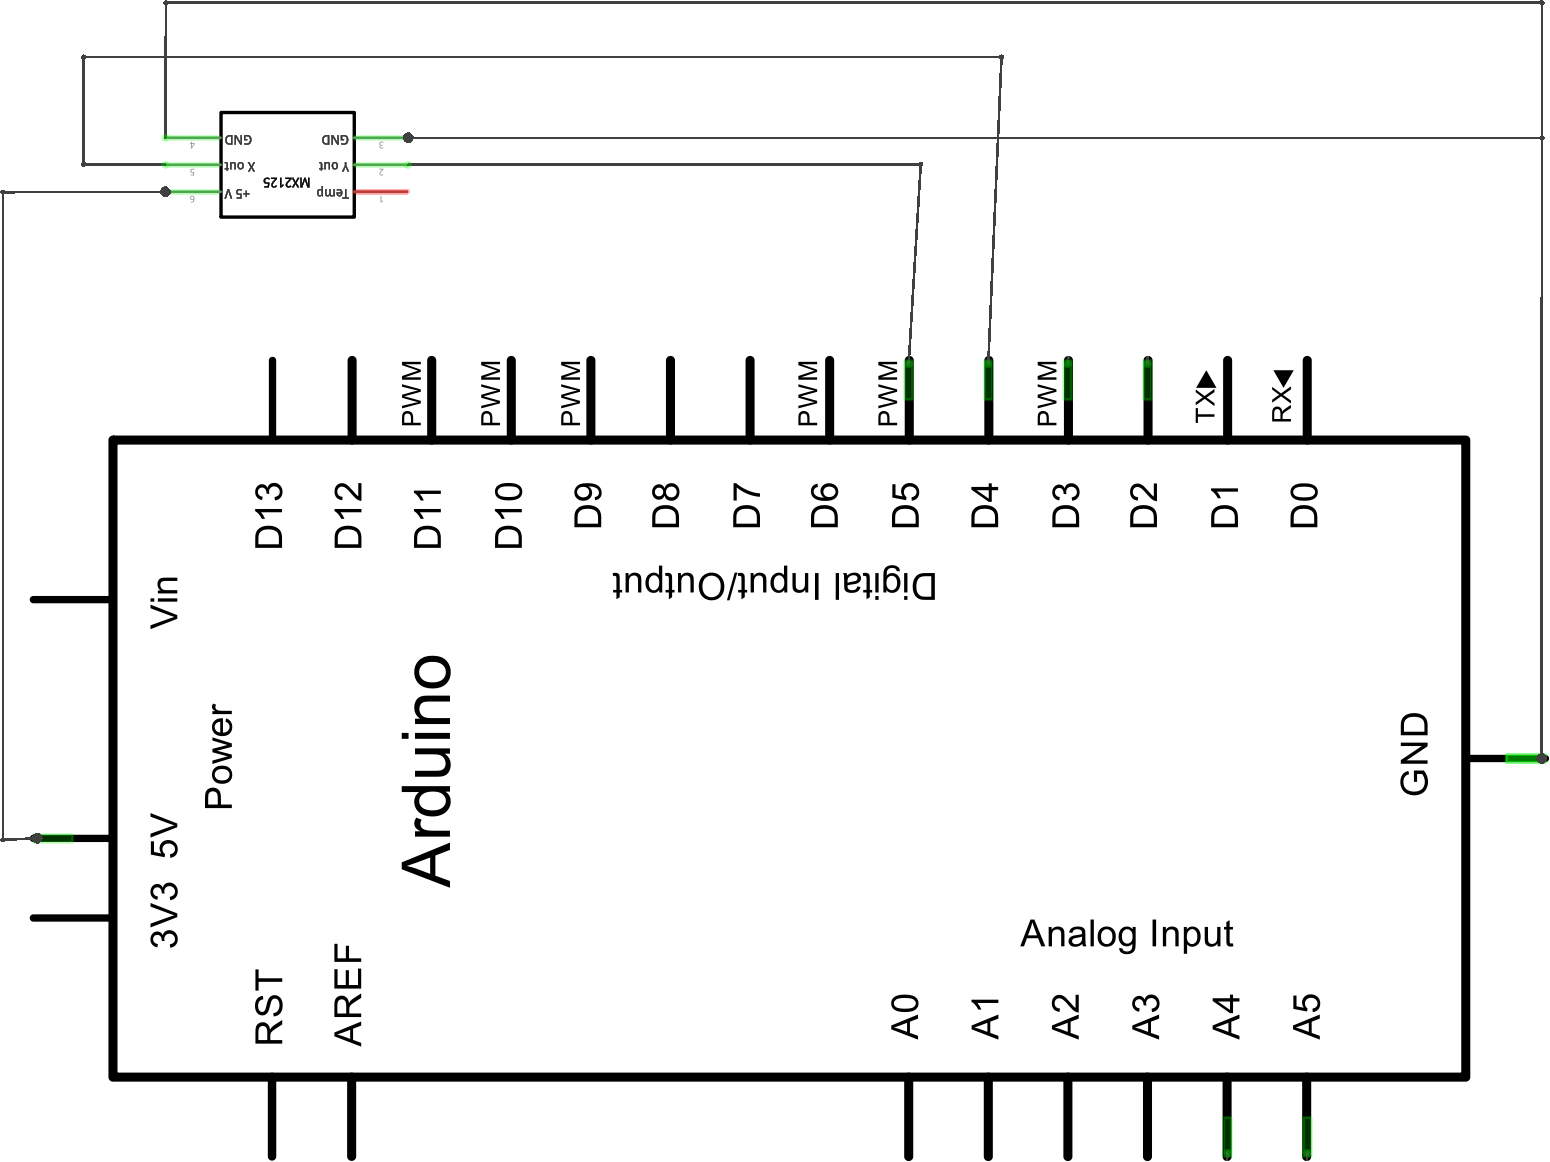 GND
GND
4
3
X out
Y out
5
2
MX2125
+5 V
Temp
6
1
PWM
PWM
PWM
PWM
PWM
PWM
TX
RX
D13
D12
D11
D10
D9
D8
D7
D6
D5
D4
D3
D2
D1
D0
Digital Input/Output
Vin
Power
Arduino
GND
5V
3V3
Analog Input
RST
AREF
A0
A1
A2
A3
A4
A5